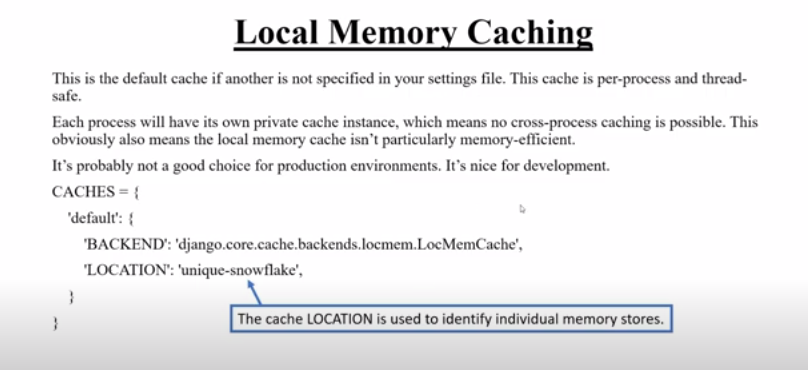 Local Memory Caching
This is the default cache if another is not specified in your settings file. This cache is per-process and thread-
safe.
Each process will have its own private cache instance, which means no cross-process caching is possible. This
obviously also means the local memory cache isn’t particularly memory-efficient.
It’s probably not a good choice for production environments. It’s nice for development.
CACHES = {
'default': {
'BACKEND': 'django.core.cache.backends.locmem.LocMemCache',
'LOCATION': 'unique-snowflake',
}
}
The cache LOCATION is used to identify individual memory stores.